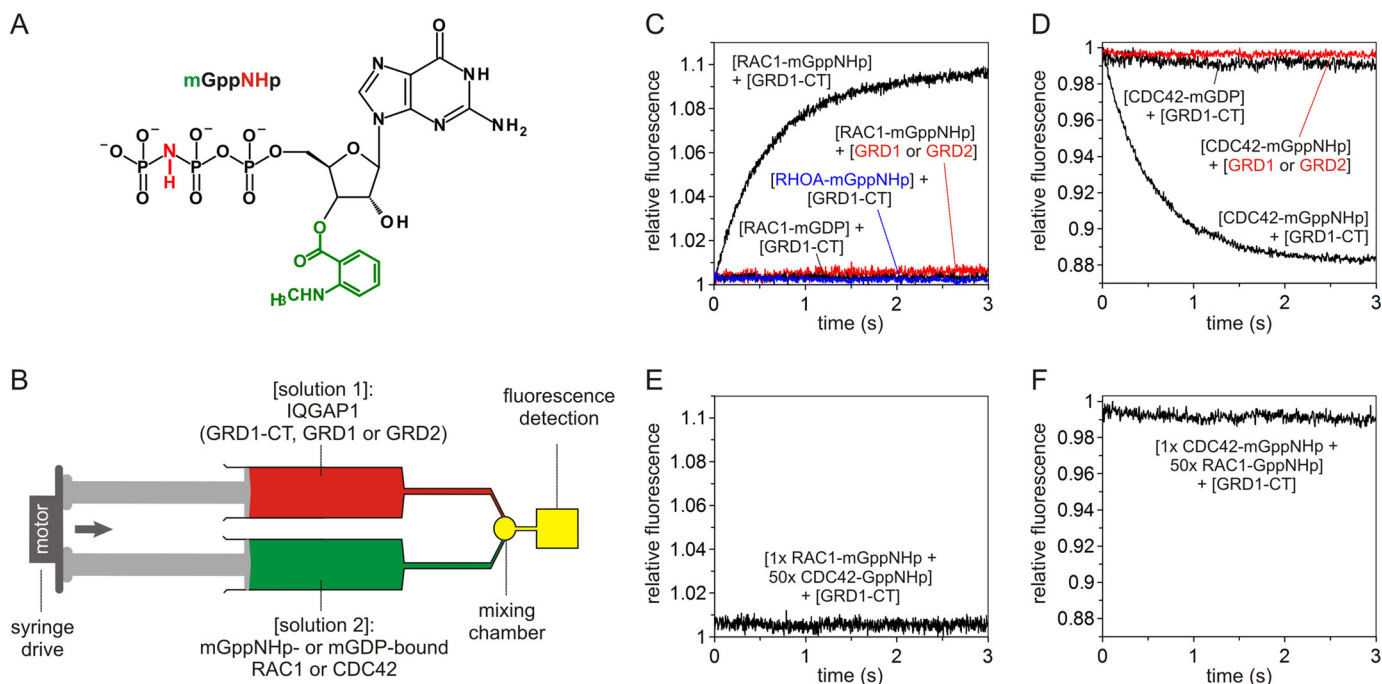 A
mGppNHp
O
N
NH
N
N
NH₂
O⁻
O⁻
O⁻
⁻O
P
N
H
P
O
P
O
O
O
O
O
O
OH
O
H₃CHN
B
[solution 1]:
IQGAP1
(GRD1-CT, GRD1 or GRD2)
fluorescence
detection
motor
syringe
drive
mixing
chamber
[solution 2]:
mGppNHp- or mGDP-bound
RAC1 or CDC42
C
relative fluorescence
1.1
1.08
1.06
1.04
1.02
1
[RAC1-mGppNHp]
+ [GRD1-CT]
[RAC1-mGppNHp]
+ [GRD1 or GRD2]
[RHOA-mGppNHp] +
[GRD1-CT]
[RAC1-mGDP] +
[GRD1-CT]
0 1 2 3
time (s)
D
relative fluorescence
1
0.98
0.96
0.94
0.92
0.9
0.88
[CDC42-mGDP]
+ [GRD1-CT]
[CDC42-mGppNHp]
+ [GRD1 or GRD2]
[CDC42-mGppNHp]
+ [GRD1-CT]
0 1 2 3
time (s)
E
relative fluorescence
1.1
1.08
1.06
1.04
1.02
1
[1x RAC1-mGppNHp +
50x CDC42-GppNHp]
+ [GRD1-CT]
0 1 2 3
time (s)
F
relative fluorescence
1
0.98
0.96
0.94
0.92
0.9
0.88
[1x CDC42-mGppNHp +
50x RAC1-GppNHp]
+ [GRD1-CT]
0 1 2 3
time (s)